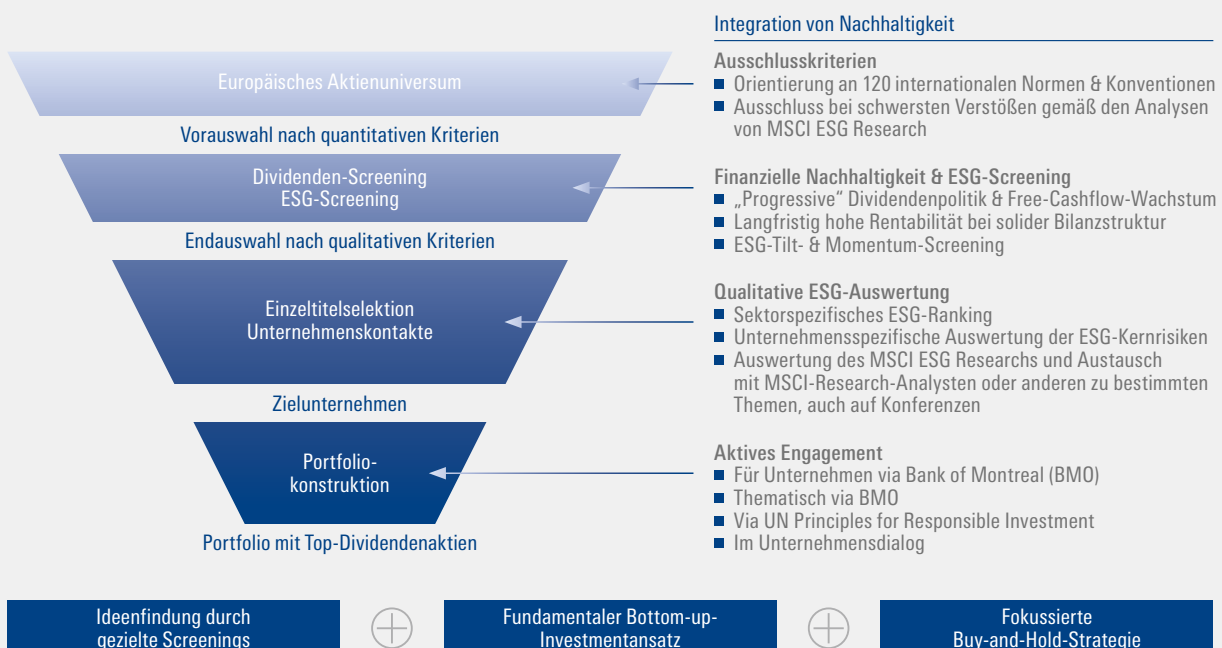 Integration von Nachhaltigkeit
Europäisches Aktienuniversum
Vorauswahl nach quantitativen Kriterien
Dividenden-Screening
ESG-Screening
Endauswahl nach qualitativen Kriterien
Einzeltitelselektion
Unternehmenskontakte
Zielunternehmen
Portfolio-
konstruktion
Portfolio mit Top-Dividendenaktien
Ausschlusskriterien
Orientierung an 120 internationalen Normen & Konventionen
Ausschluss bei schwersten Verstößen gemäß den Analysen
von MSCI ESG Research
Finanzielle Nachhaltigkeit & ESG-Screening
„Progressive“ Dividendenpolitik & Free-Cashflow-Wachstum
Langfristig hohe Rentabilität bei solider Bilanzstruktur
ESG-Tilt- & Momentum-Screening
Qualitative ESG-Auswertung
Sektorspezifisches ESG-Ranking
Unternehmensspezifische Auswertung der ESG-Kernrisiken
Auswertung des MSCI ESG Researchs und Austausch
mit MSCI-Research-Analysten oder anderen zu bestimmten
Themen, auch auf Konferenzen
Aktives Engagement
Für Unternehmen via Bank of Montreal (BMO)
Thematisch via BMO
Via UN Principles for Responsible Investment
Im Unternehmensdialog
Ideenfindung durch
gezielte Screenings
Fundamentaler Bottom-up-
Investmentansatz
Fokussierte
Buy-and-Hold-Strategie